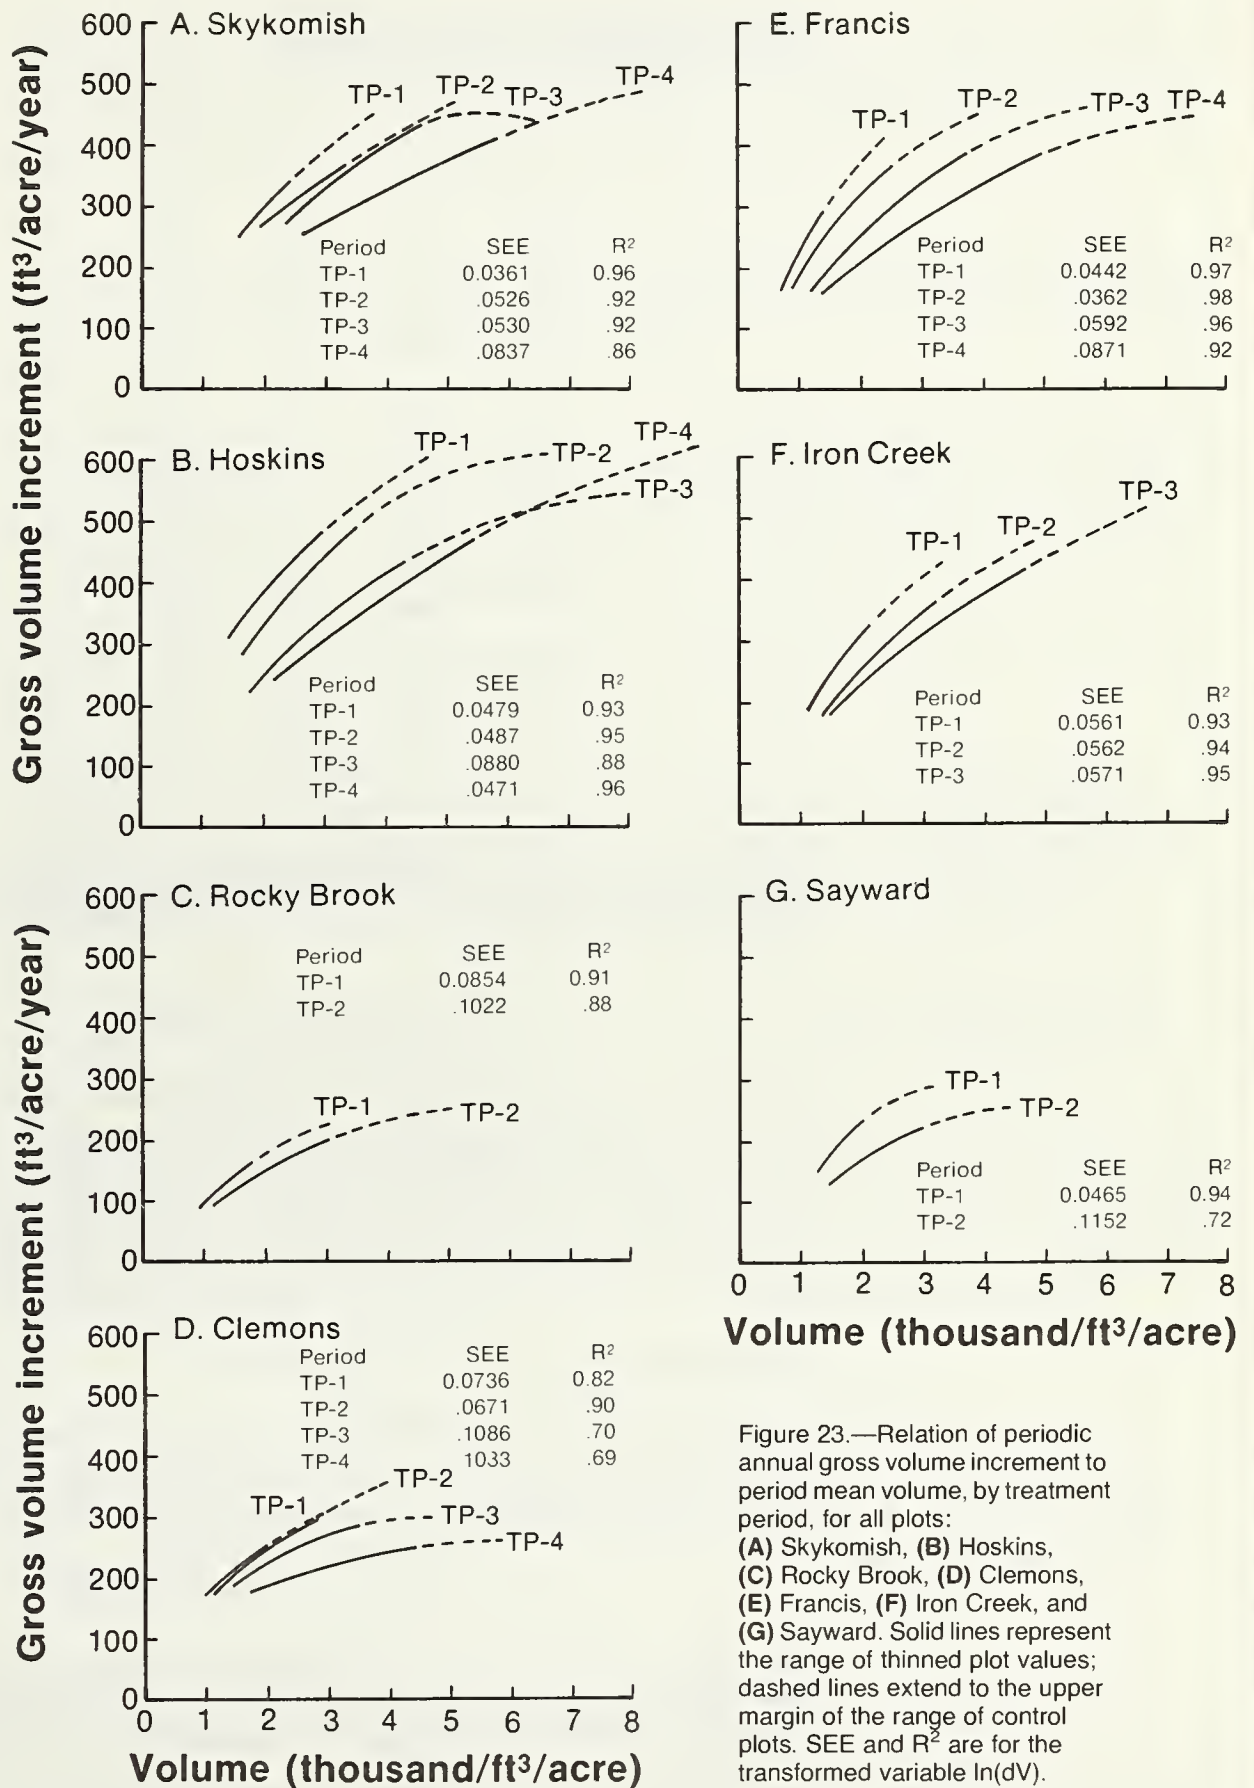 Gross volume increment (ft³/acre/year)
A. Skykomish
600
500
400
300
200
100
0
TP-1
TP-2
TP-3
TP-4
Period SEE R²
TP-1 0.0361 0.96
TP-2 .0526 .92
TP-3 .0530 .92
TP-4 .0837 .86
E. Francis
TP-1
TP-2
TP-3
TP-4
Period SEE R²
TP-1 0.0442 0.97
TP-2 .0362 .98
TP-3 .0592 .96
TP-4 .0871 .92
B. Hoskins
600
500
400
300
200
100
0
TP-1
TP-2
TP-4
TP-3
Period SEE R²
TP-1 0.0479 0.93
TP-2 .0487 .95
TP-3 .0880 .88
TP-4 .0471 .96
F. Iron Creek
TP-1
TP-2
TP-3
Period SEE R²
TP-1 0.0561 0.93
TP-2 .0562 .94
TP-3 .0571 .95
Gross volume increment (ft³/acre/year)
C. Rocky Brook
600
500
400
300
200
100
0
Period SEE R²
TP-1 0.0854 0.91
TP-2 .1022 .88
TP-1
TP-2
G. Sayward
TP-1
TP-2
Period SEE R²
TP-1 0.0465 0.94
TP-2 .1152 .72
0 1 2 3 4 5 6 7 8
Volume (thousand/ft³/acre)
D. Clemons
600
500
400
300
200
100
0
Period SEE R²
TP-1 0.0736 0.82
TP-2 .0671 .90
TP-3 .1086 .70
TP-4 1033 .69
TP-1
TP-2
TP-3
TP-4
0 1 2 3 4 5 6 7 8
Volume (thousand/ft³/acre)
Figure 23.—Relation of periodic
annual gross volume increment to
period mean volume, by treatment
period, for all plots:
(A) Skykomish, (B) Hoskins,
(C) Rocky Brook, (D) Clemons,
(E) Francis, (F) Iron Creek, and
(G) Sayward. Solid lines represent
the range of thinned plot values;
dashed lines extend to the upper
margin of the range of control
plots. SEE and R² are for the
transformed variable ln(dV).